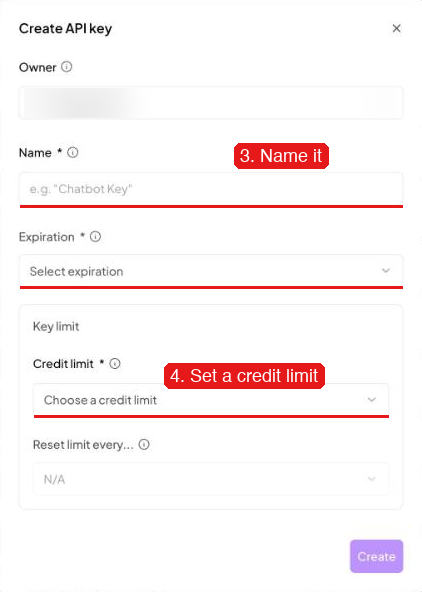 Create API key
Owner
Name *
3. Name it
e.g. "Chatbot Key"
Expiration *
Select expiration
Key limit
Credit limit *
4. Set a credit limit
Choose a credit limit
Reset limit every...
N/A
Create